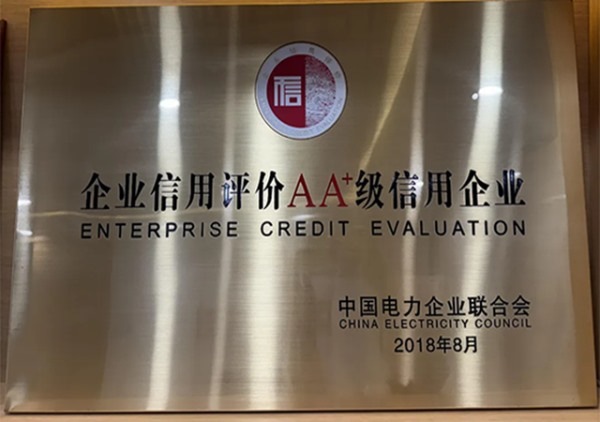 信
企业信用评价AA+级信用企业
ENTERPRISE CREDIT EVALUATION
中国电力企业联合会
CHINA ELECTRICITY COUNCIL
2018年8月